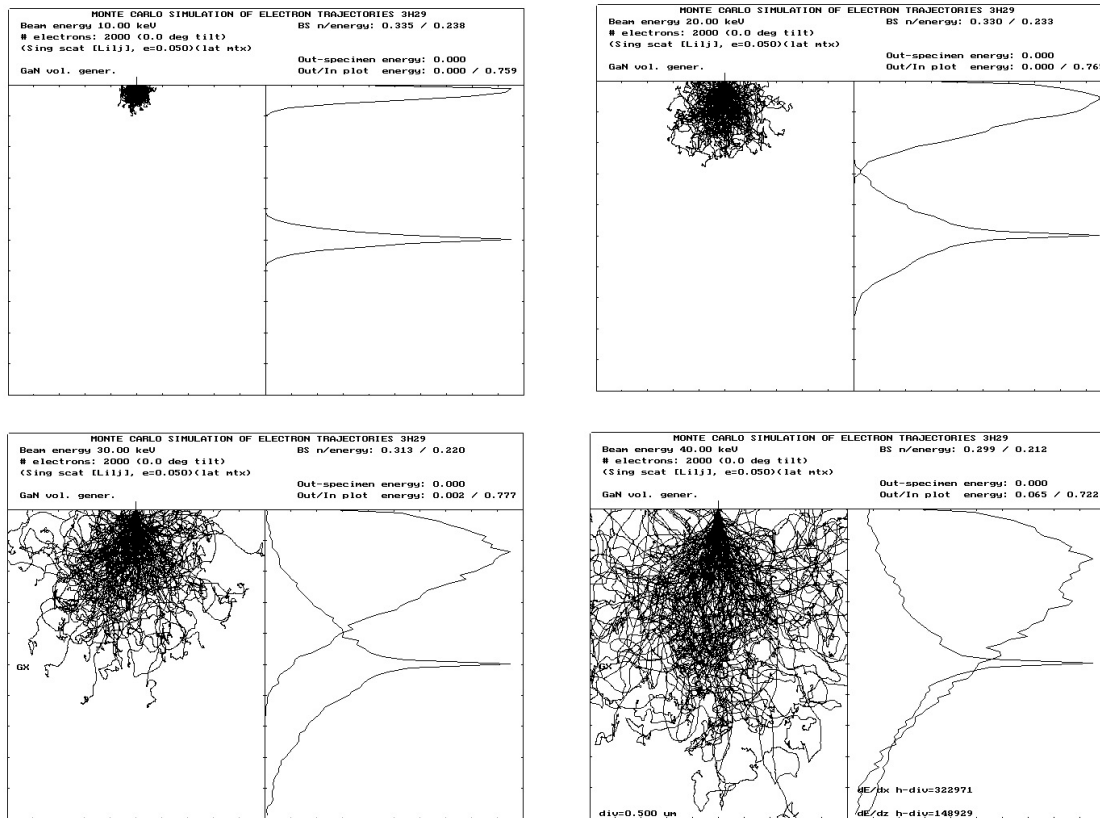 MONTE CARLO SIMULATION OF ELECTRON TRAJECTORIES 3H29
Beam energy 10.00 keV BS n/energy: 0.335 / 0.238
# electrons: 2000 (0.0 deg tilt)
(Sing scat [Lilj], e=0.050)(lat mtx)
Out-specimen energy: 0.000
GaN vol. gener. Out/In plot energy: 0.000 / 0.759
MONTE CARLO SIMULATION OF ELECTRON TRAJECTORIES 3H29
Beam energy 20.00 keV BS n/energy: 0.330 / 0.233
# electrons: 2000 (0.0 deg tilt)
(Sing scat [Lilj], e=0.050)(lat mtx)
Out-specimen energy: 0.000
GaN vol. gener. Out/In plot energy: 0.000 /
MONTE CARLO SIMULATION OF ELECTRON TRAJECTORIES 3H29
Beam energy 30.00 keV BS n/energy: 0.313 / 0.220
# electrons: 2000 (0.0 deg tilt)
(Sing scat [Lilj], e=0.050)(lat mtx)
Out-specimen energy: 0.000
GaN vol. gener. Out/In plot energy: 0.002 / 0.777
GX
MONTE CARLO SIMULATION OF ELECTRON TRAJECTORIES 3H29
Beam energy 40.00 keV BS n/energy: 0.299 / 0.212
# electrons: 2000 (0.0 deg tilt)
(Sing scat [Lilj], e=0.050)(lat mtx)
Out-specimen energy: 0.000
GaN vol. gener. Out/In plot energy: 0.065 / 0.722
GX
dE/dx h-div=322971
div=0.500 um dE/dz h-div=148929